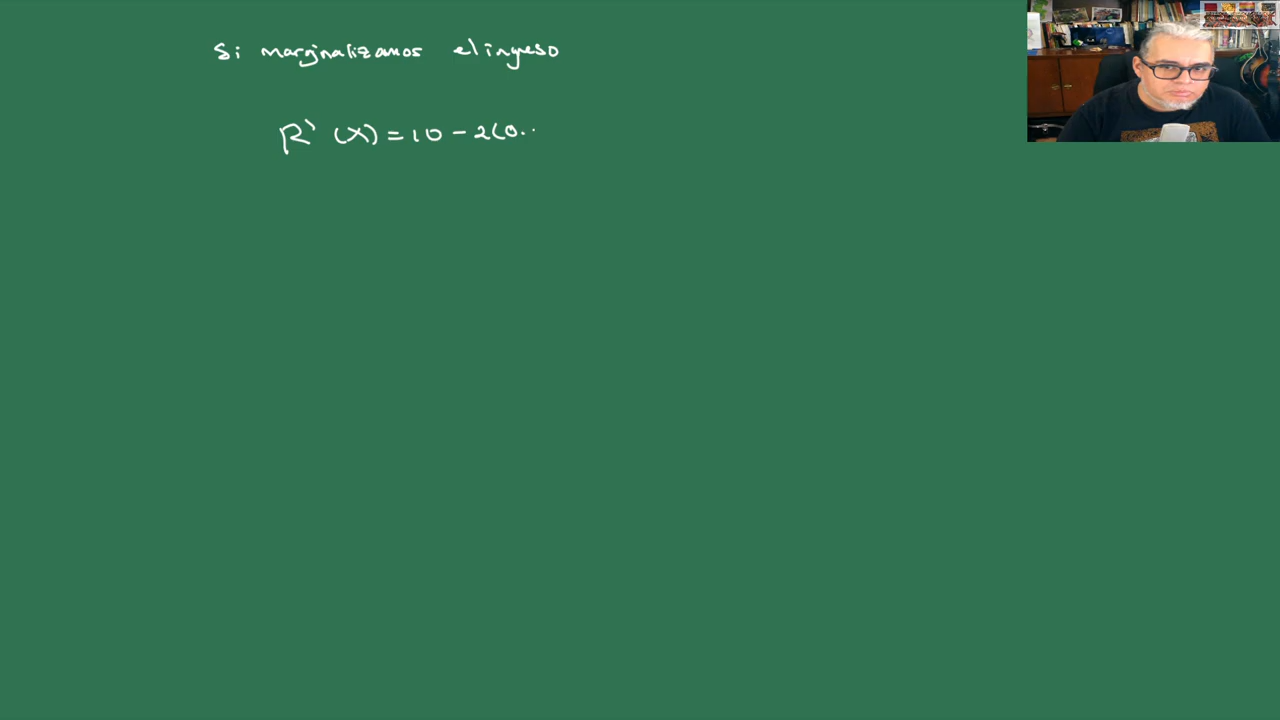 Si marginalizamos el ingreso
R'(x) = 10 - 2(0..